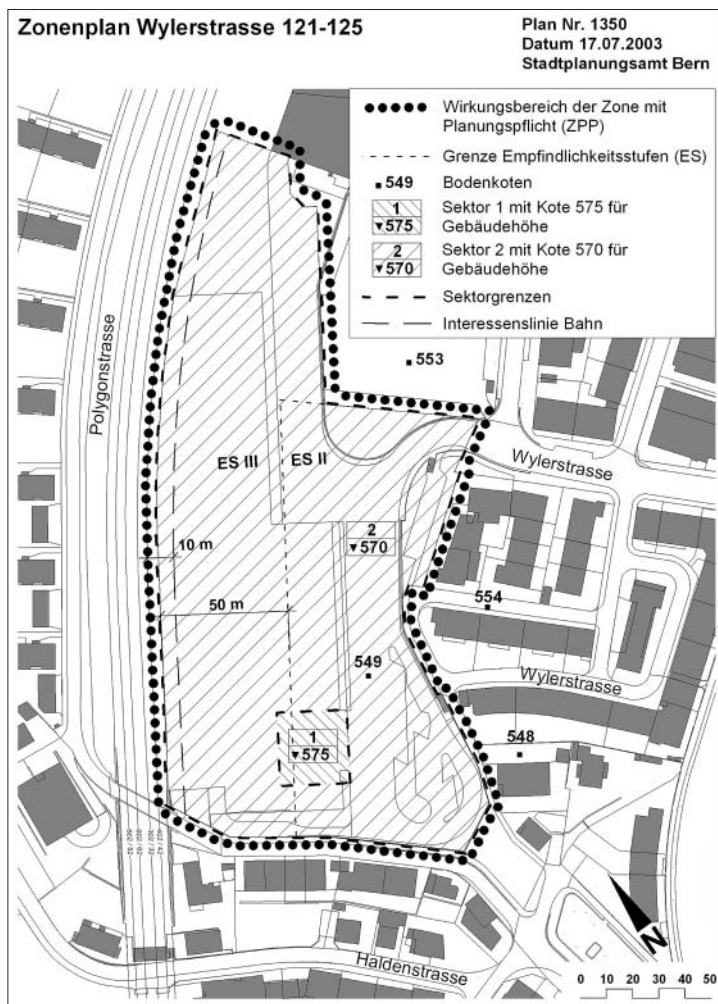 Zonenplan Wylerstrasse 121-125
Plan Nr. 1350
Datum 17.07.2003
Stadtplanungsamt Bern
Wirkungsbereich der Zone mit
Planungspflicht (ZPP)
Grenze Empfindlichkeitsstufen (ES)
549 Bodenkoten
1 Sektor 1 mit Kote 575 für
575 Gebäudehöhe
2 Sektor 2 mit Kote 570 für
570 Gebäudehöhe
Sektorgrenzen
Interessenslinie Bahn
553
Polygonstrasse
Wylerstrasse
ES III ES II
2
570
10 m
554
50 m
549
Wylerstrasse
548
1
575
N
Haldenstrasse
0 10 20 30 40 50